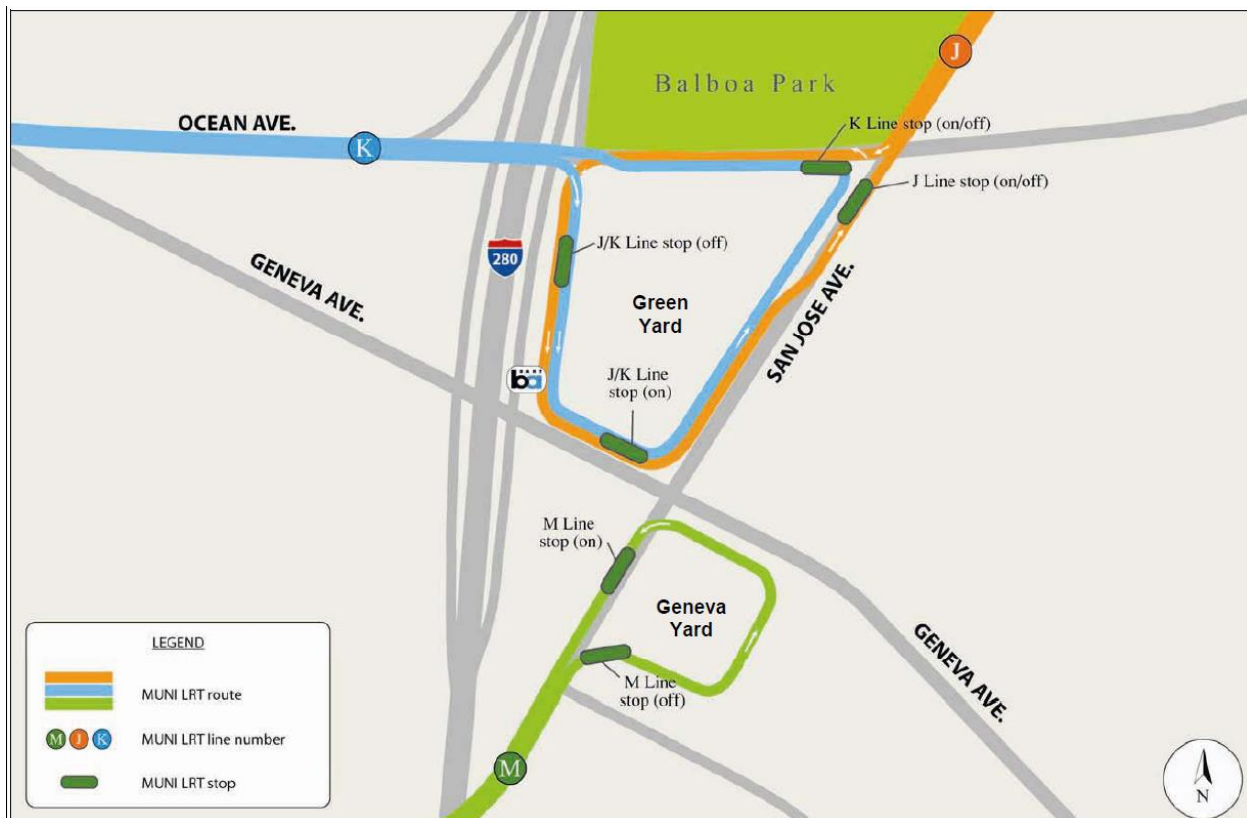 Balboa Park
J
K Line stop (on/off)
OCEAN AVE.
K
J Line stop (on/off)
J/K Line stop (off)
280
GENEVA AVE.
Green
Yard
SAN JOSE AVE.
ba
J/K Line
stop (on)
M Line
stop (on)
Geneva
Yard
M Line
stop (off)
GENEVA AVE.
M
LEGEND
MUNI LRT route
M J K MUNI LRT line number
MUNI LRT stop
N